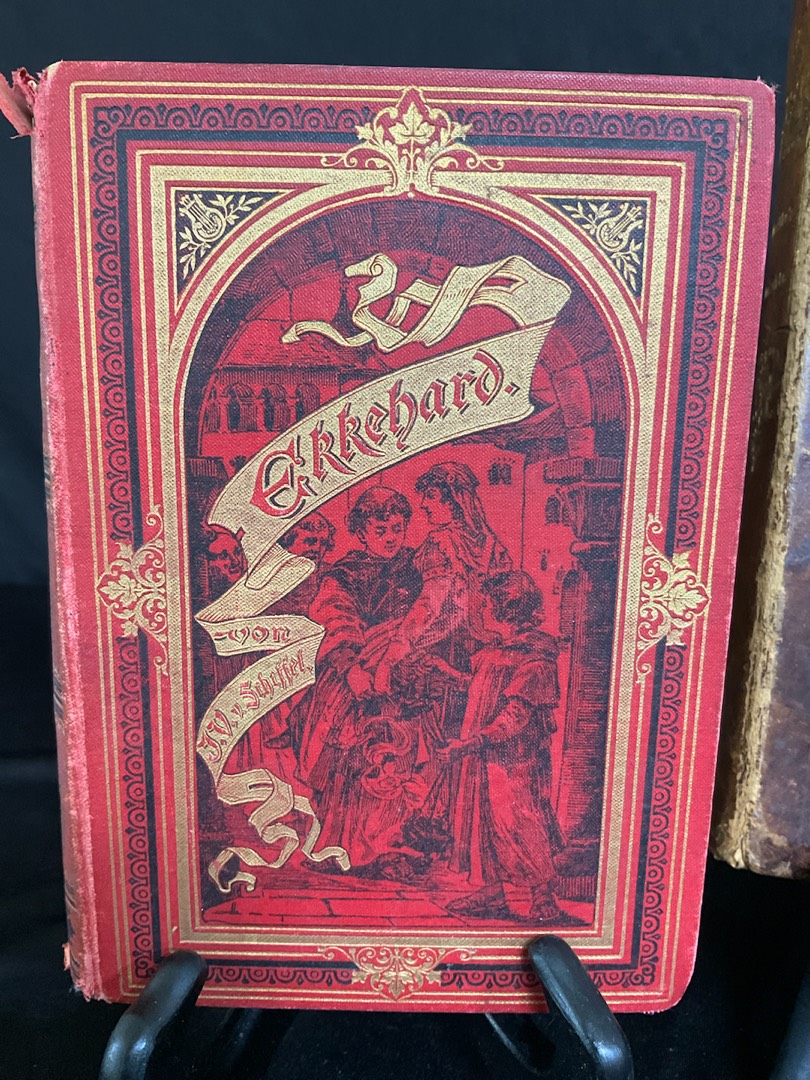 Ekkehard.
von
J.V. v. Scheffel.